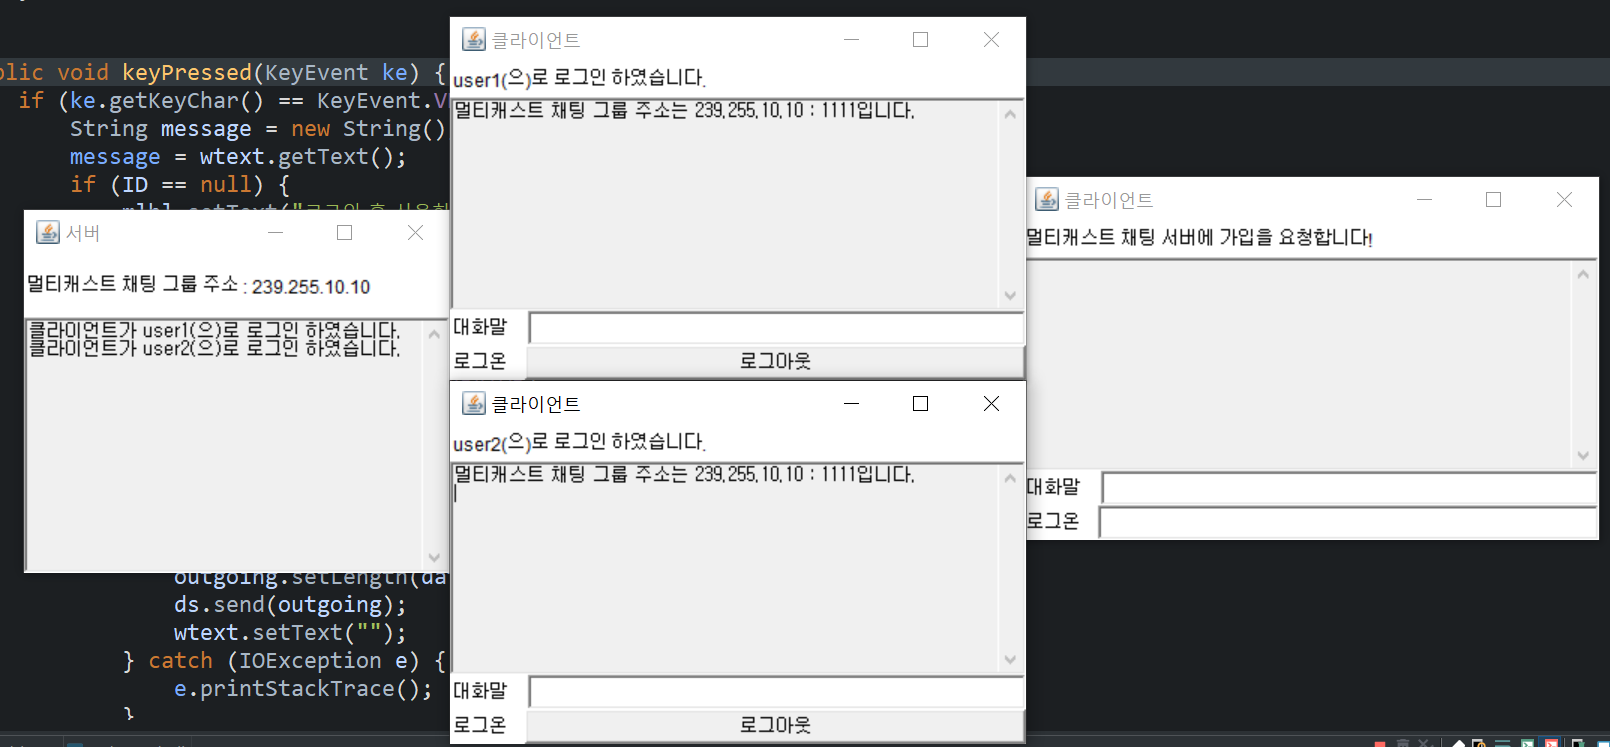 public void keyPressed(KeyEvent ke) {
if (ke.getKeyChar() == KeyEvent.V
String message = new String()
message = wtext.getText();
if (ID == null) {
서버
멀티캐스트 채팅 그룹 주소 : 239.255.10.10
클라이언트가 user1(으)로 로그인 하였습니다.
클라이언트가 user2(으)로 로그인 하였습니다.
outgoing.setLength(da
ds.send(outgoing);
wtext.setText("");
} catch (IOException e) {
e.printStackTrace();
}
클라이언트
user1(으)로 로그인 하였습니다.
멀티캐스트 채팅 그룹 주소는 239.255.10.10 : 1111입니다.
대화말
로그온 로그아웃
클라이언트
user2(으)로 로그인 하였습니다.
멀티캐스트 채팅 그룹 주소는 239.255.10.10 : 1111입니다.
대화말
로그온 로그아웃
클라이언트
멀티캐스트 채팅 서버에 가입을 요청합니다!
대화말
로그온